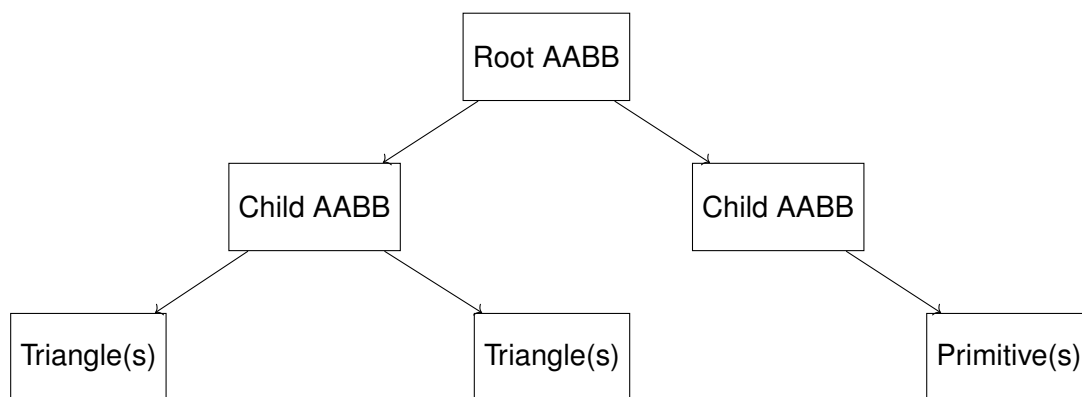 Root AABB
Child AABB
Child AABB
Triangle(s)
Triangle(s)
Primitive(s)